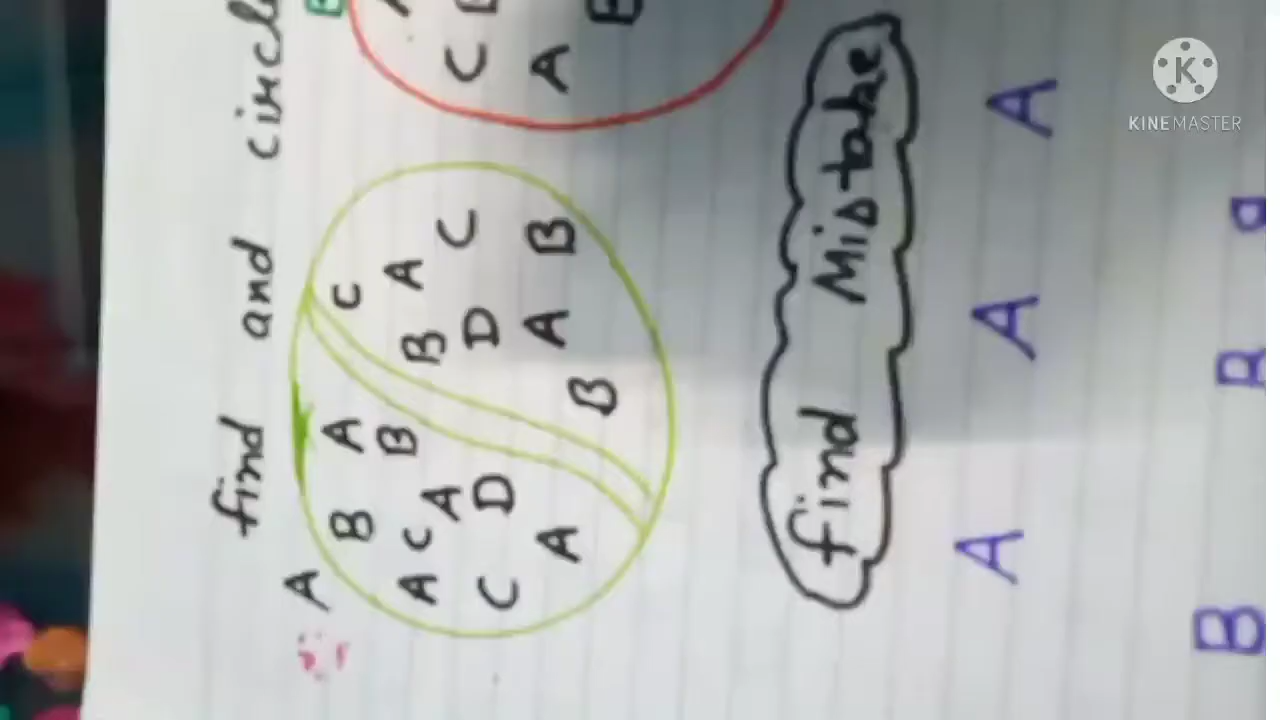 find and circle
A
B A C
A C B B A
A C C
C D D
A A B A
B
find Mistake
A A A
B B
KINEMASTER